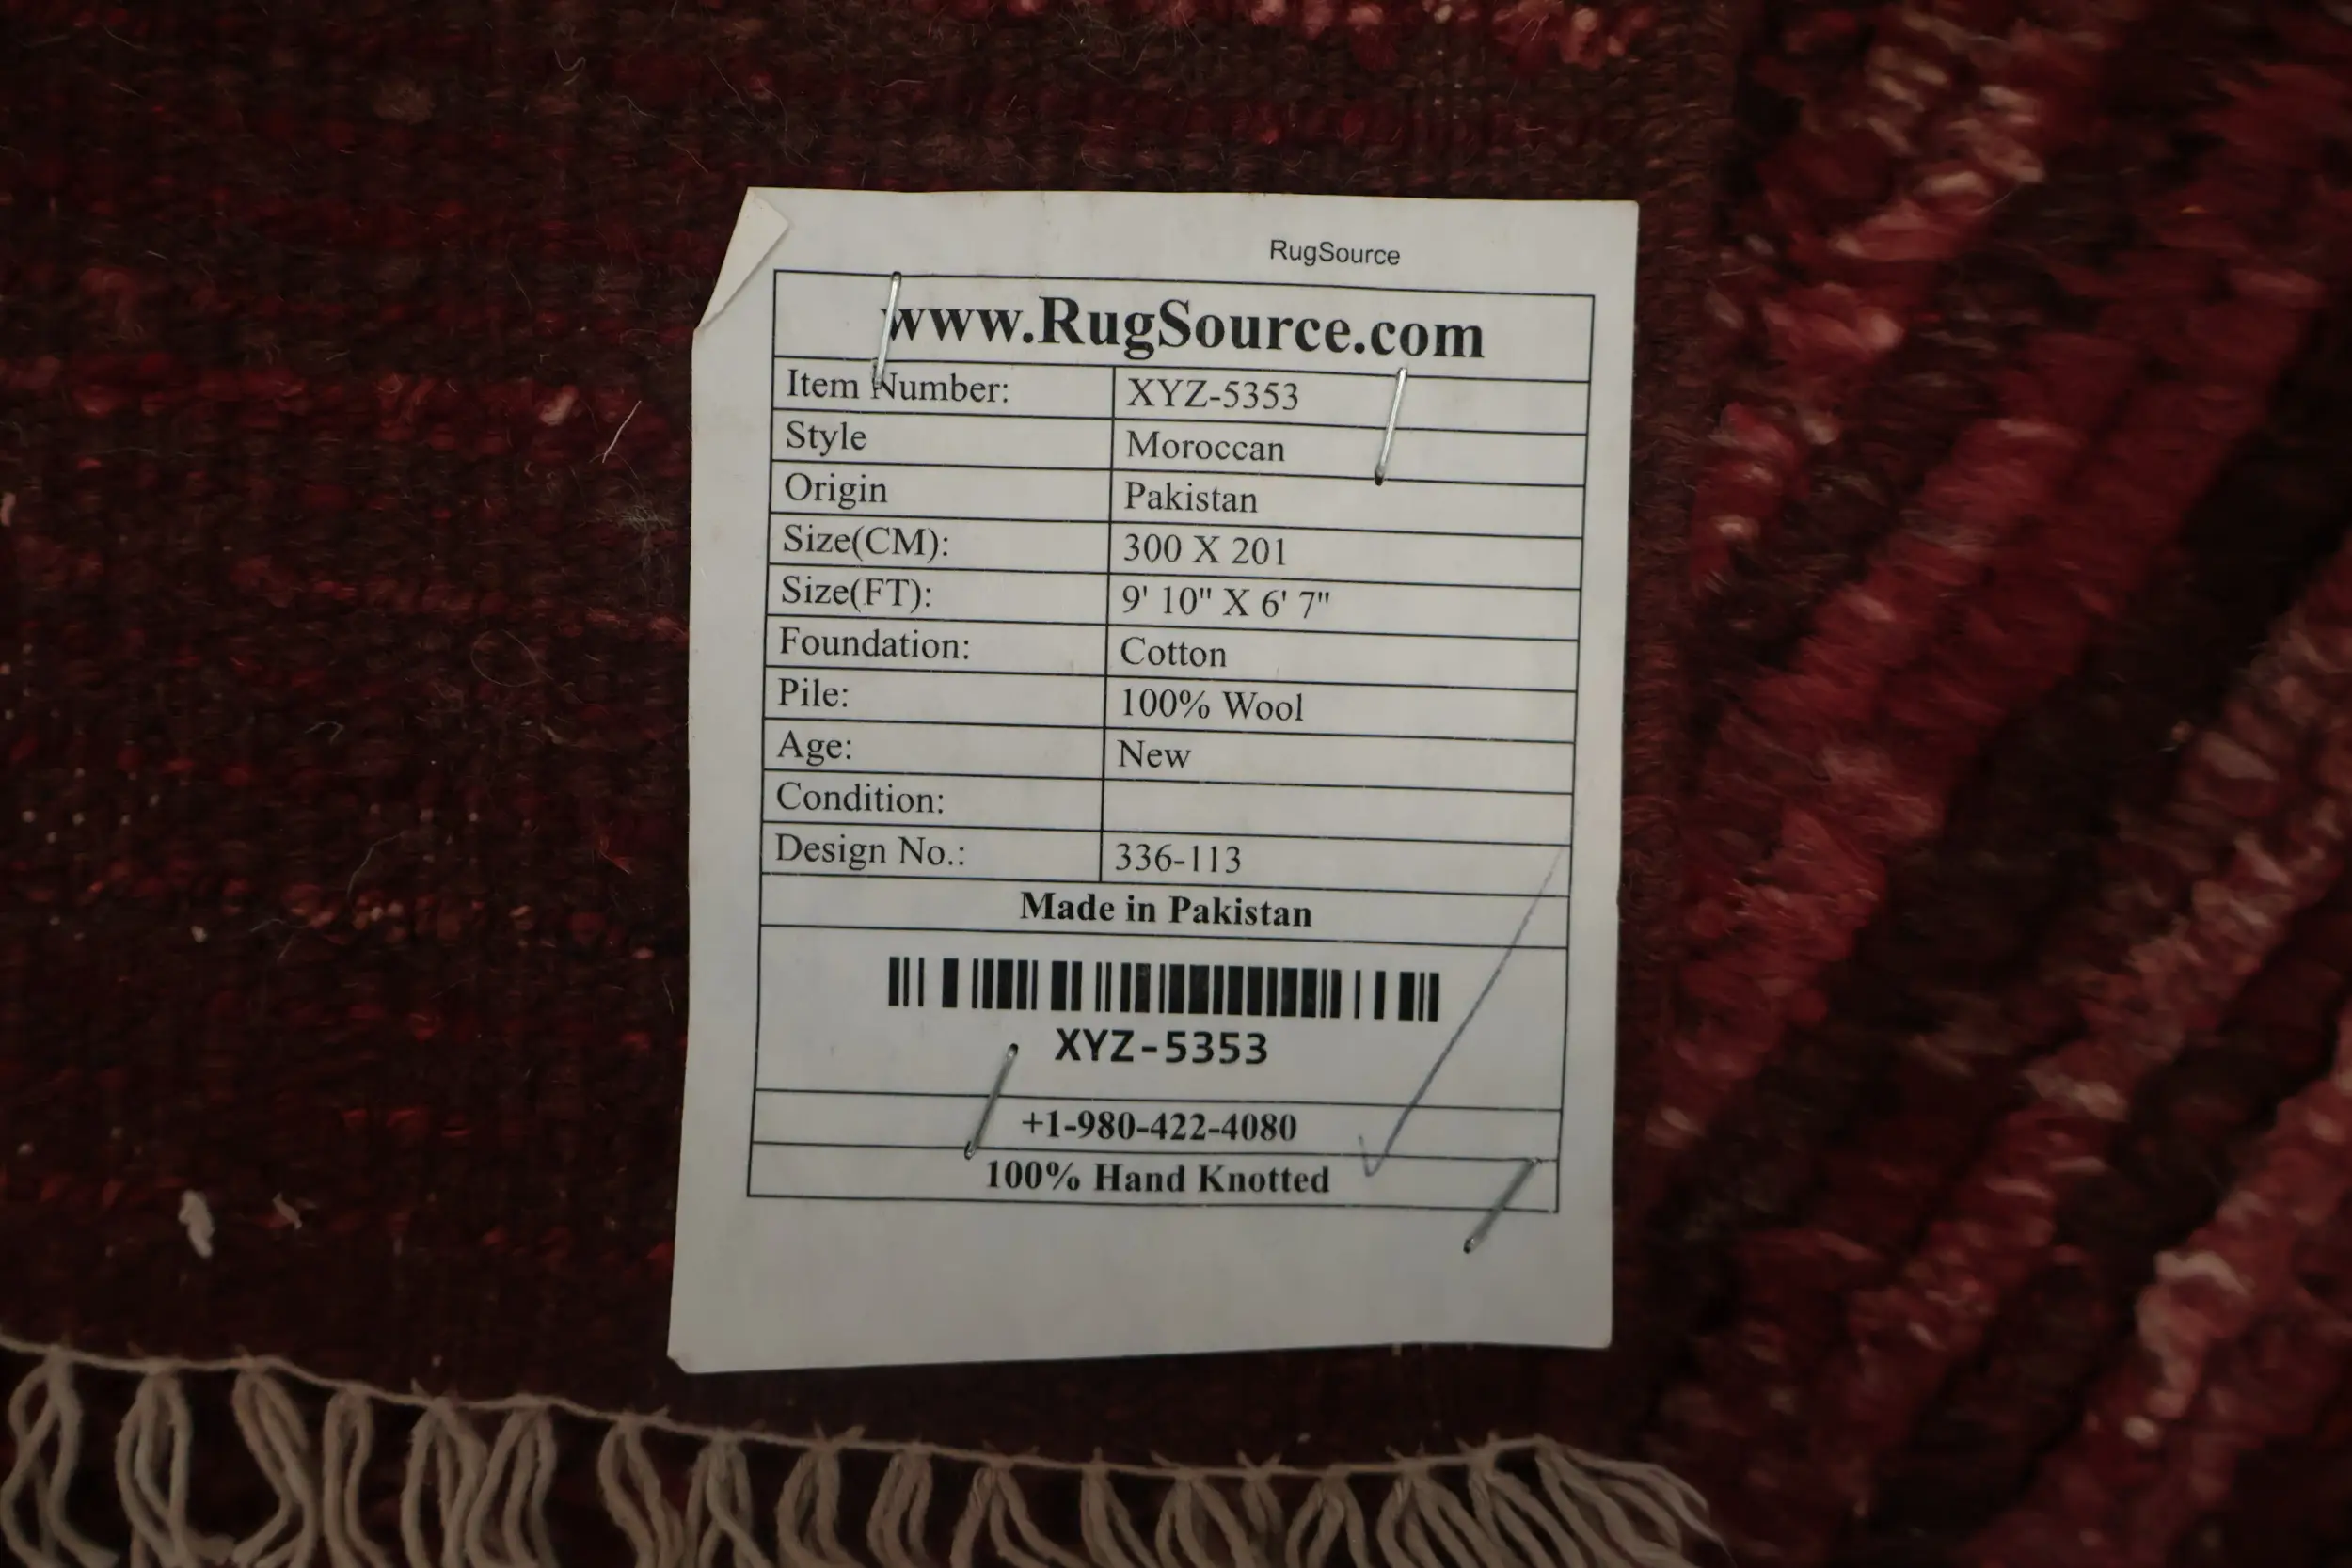 RugSource
www.RugSource.com
Item Number: XYZ-5353
Style Moroccan
Origin Pakistan
Size(CM): 300 X 201
Size(FT): 9' 10" X 6' 7"
Foundation: Cotton
Pile: 100% Wool
Age: New
Condition:
Design No.: 336-113
Made in Pakistan
XYZ-5353
+1-980-422-4080
100% Hand Knotted